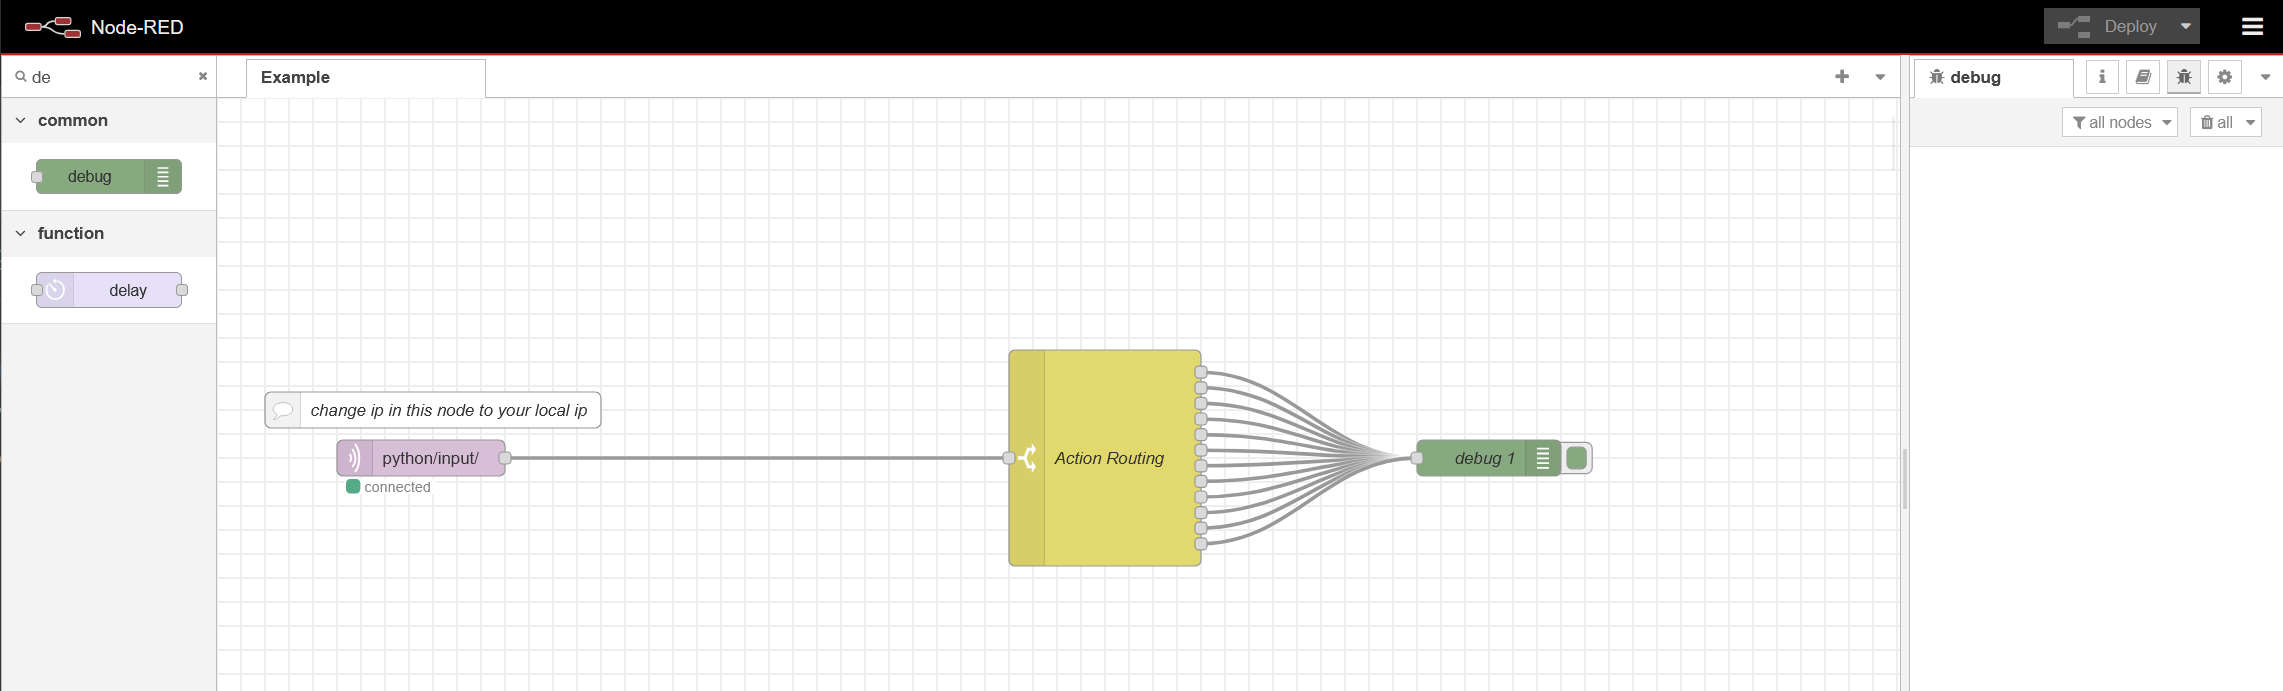 Node-RED
Deploy
de
Example
debug
all nodes
all
common
debug
function
delay
change ip in this node to your local ip
python/input/
connected
Action Routing
debug 1